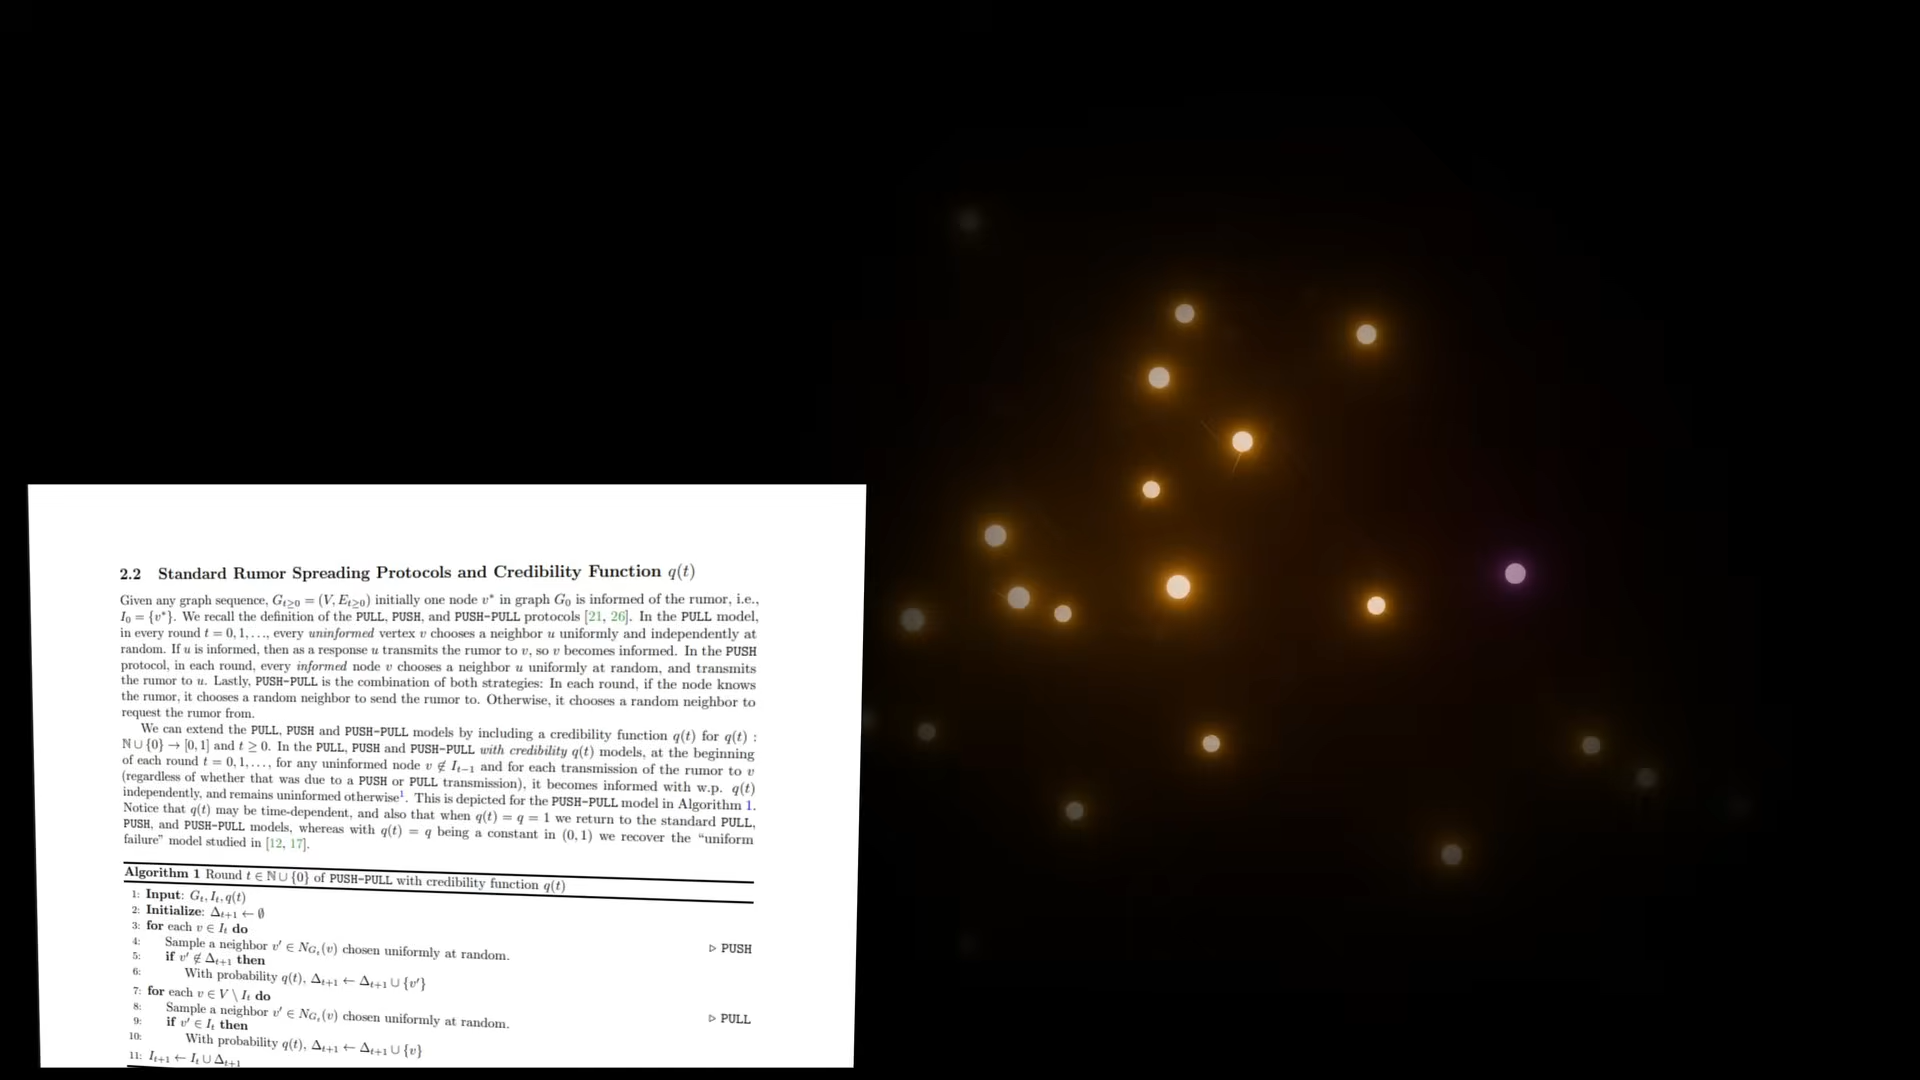 2.2 Standard Rumor Spreading Protocols and Credibility Function q(t)
Given any graph sequence, G_{t≥0} = (V, E_{t≥0}) initially one node v* in graph G_0 is informed of the rumor, i.e.,
I_0 = {v*}. We recall the definition of the PULL, PUSH, and PUSH-PULL protocols [21, 26]. In the PULL model,
in every round t = 0, 1, . . ., every uninformed vertex v chooses a neighbor u uniformly and independently at
random. If u is informed, then as a response u transmits the rumor to v, so v becomes informed. In the PUSH
protocol, in each round, every informed node v chooses a neighbor u uniformly at random, and transmits
the rumor to u. Lastly, PUSH-PULL is the combination of both strategies: In each round, if the node knows
the rumor, it chooses a random neighbor to send the rumor to. Otherwise, it chooses a random neighbor to
request the rumor from.
We can extend the PULL, PUSH and PUSH-PULL models by including a credibility function q(t) for q(t) :
ℕ ∪ {0} → [0, 1] and t ≥ 0. In the PULL, PUSH and PUSH-PULL with credibility q(t) models, at the beginning
of each round t = 0, 1, . . ., for any uninformed node v ∉ I_{t−1} and for each transmission of the rumor to v
(regardless of whether that was due to a PUSH or PULL transmission), it becomes informed with w.p. q(t)
independently, and remains uninformed otherwise¹. This is depicted for the PUSH-PULL model in Algorithm 1.
Notice that q(t) may be time-dependent, and also that when q(t) = q = 1 we return to the standard PULL,
PUSH, and PUSH-PULL models, whereas with q(t) = q being a constant in (0, 1) we recover the “uniform
failure” model studied in [12, 17].
Algorithm 1 Round t ∈ ℕ ∪ {0} of PUSH-PULL with credibility function q(t)
1: Input: G_t, I_t, q(t)
2: Initialize: Δ_{t+1} ← ∅
3: for each v ∈ I_t do
4: Sample a neighbor v′ ∈ N_{G_t}(v) chosen uniformly at random. ▷ PUSH
5: if v′ ∉ Δ_{t+1} then
6: With probability q(t), Δ_{t+1} ← Δ_{t+1} ∪ {v′}
7: for each v ∈ V \ I_t do
8: Sample a neighbor v′ ∈ N_{G_t}(v) chosen uniformly at random. ▷ PULL
9: if v′ ∈ I_t then
10: With probability q(t), Δ_{t+1} ← Δ_{t+1} ∪ {v}
11: I_{t+1} ← I_t ∪ Δ_{t+1}